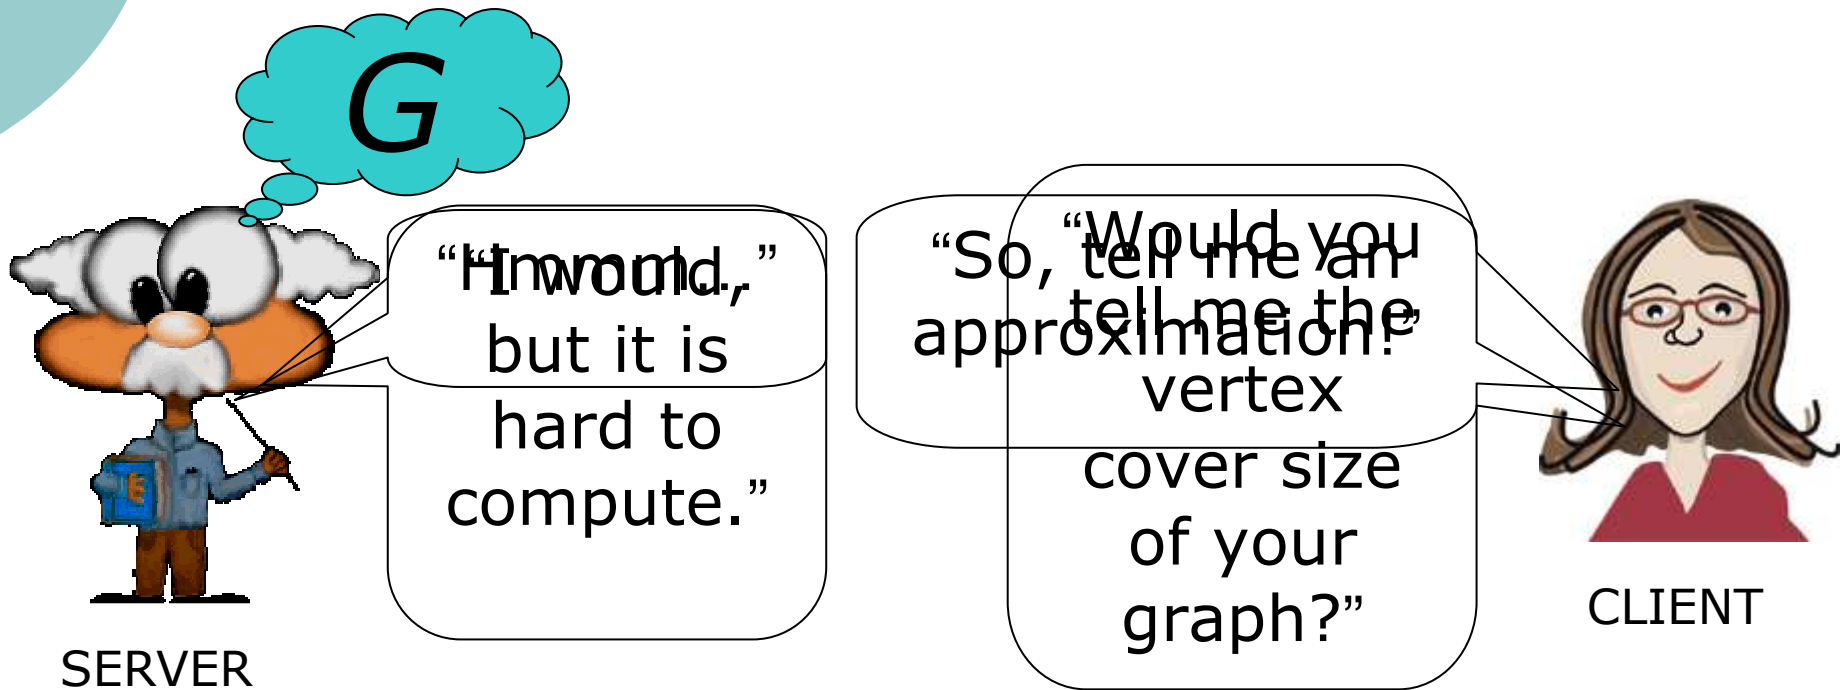 G
“Hmmm…”
“I would,
but it is
hard to
compute.”
“So, tell me an
approximation!”
“Would you
tell me the
vertex
cover size
of your
graph?”
SERVER
CLIENT